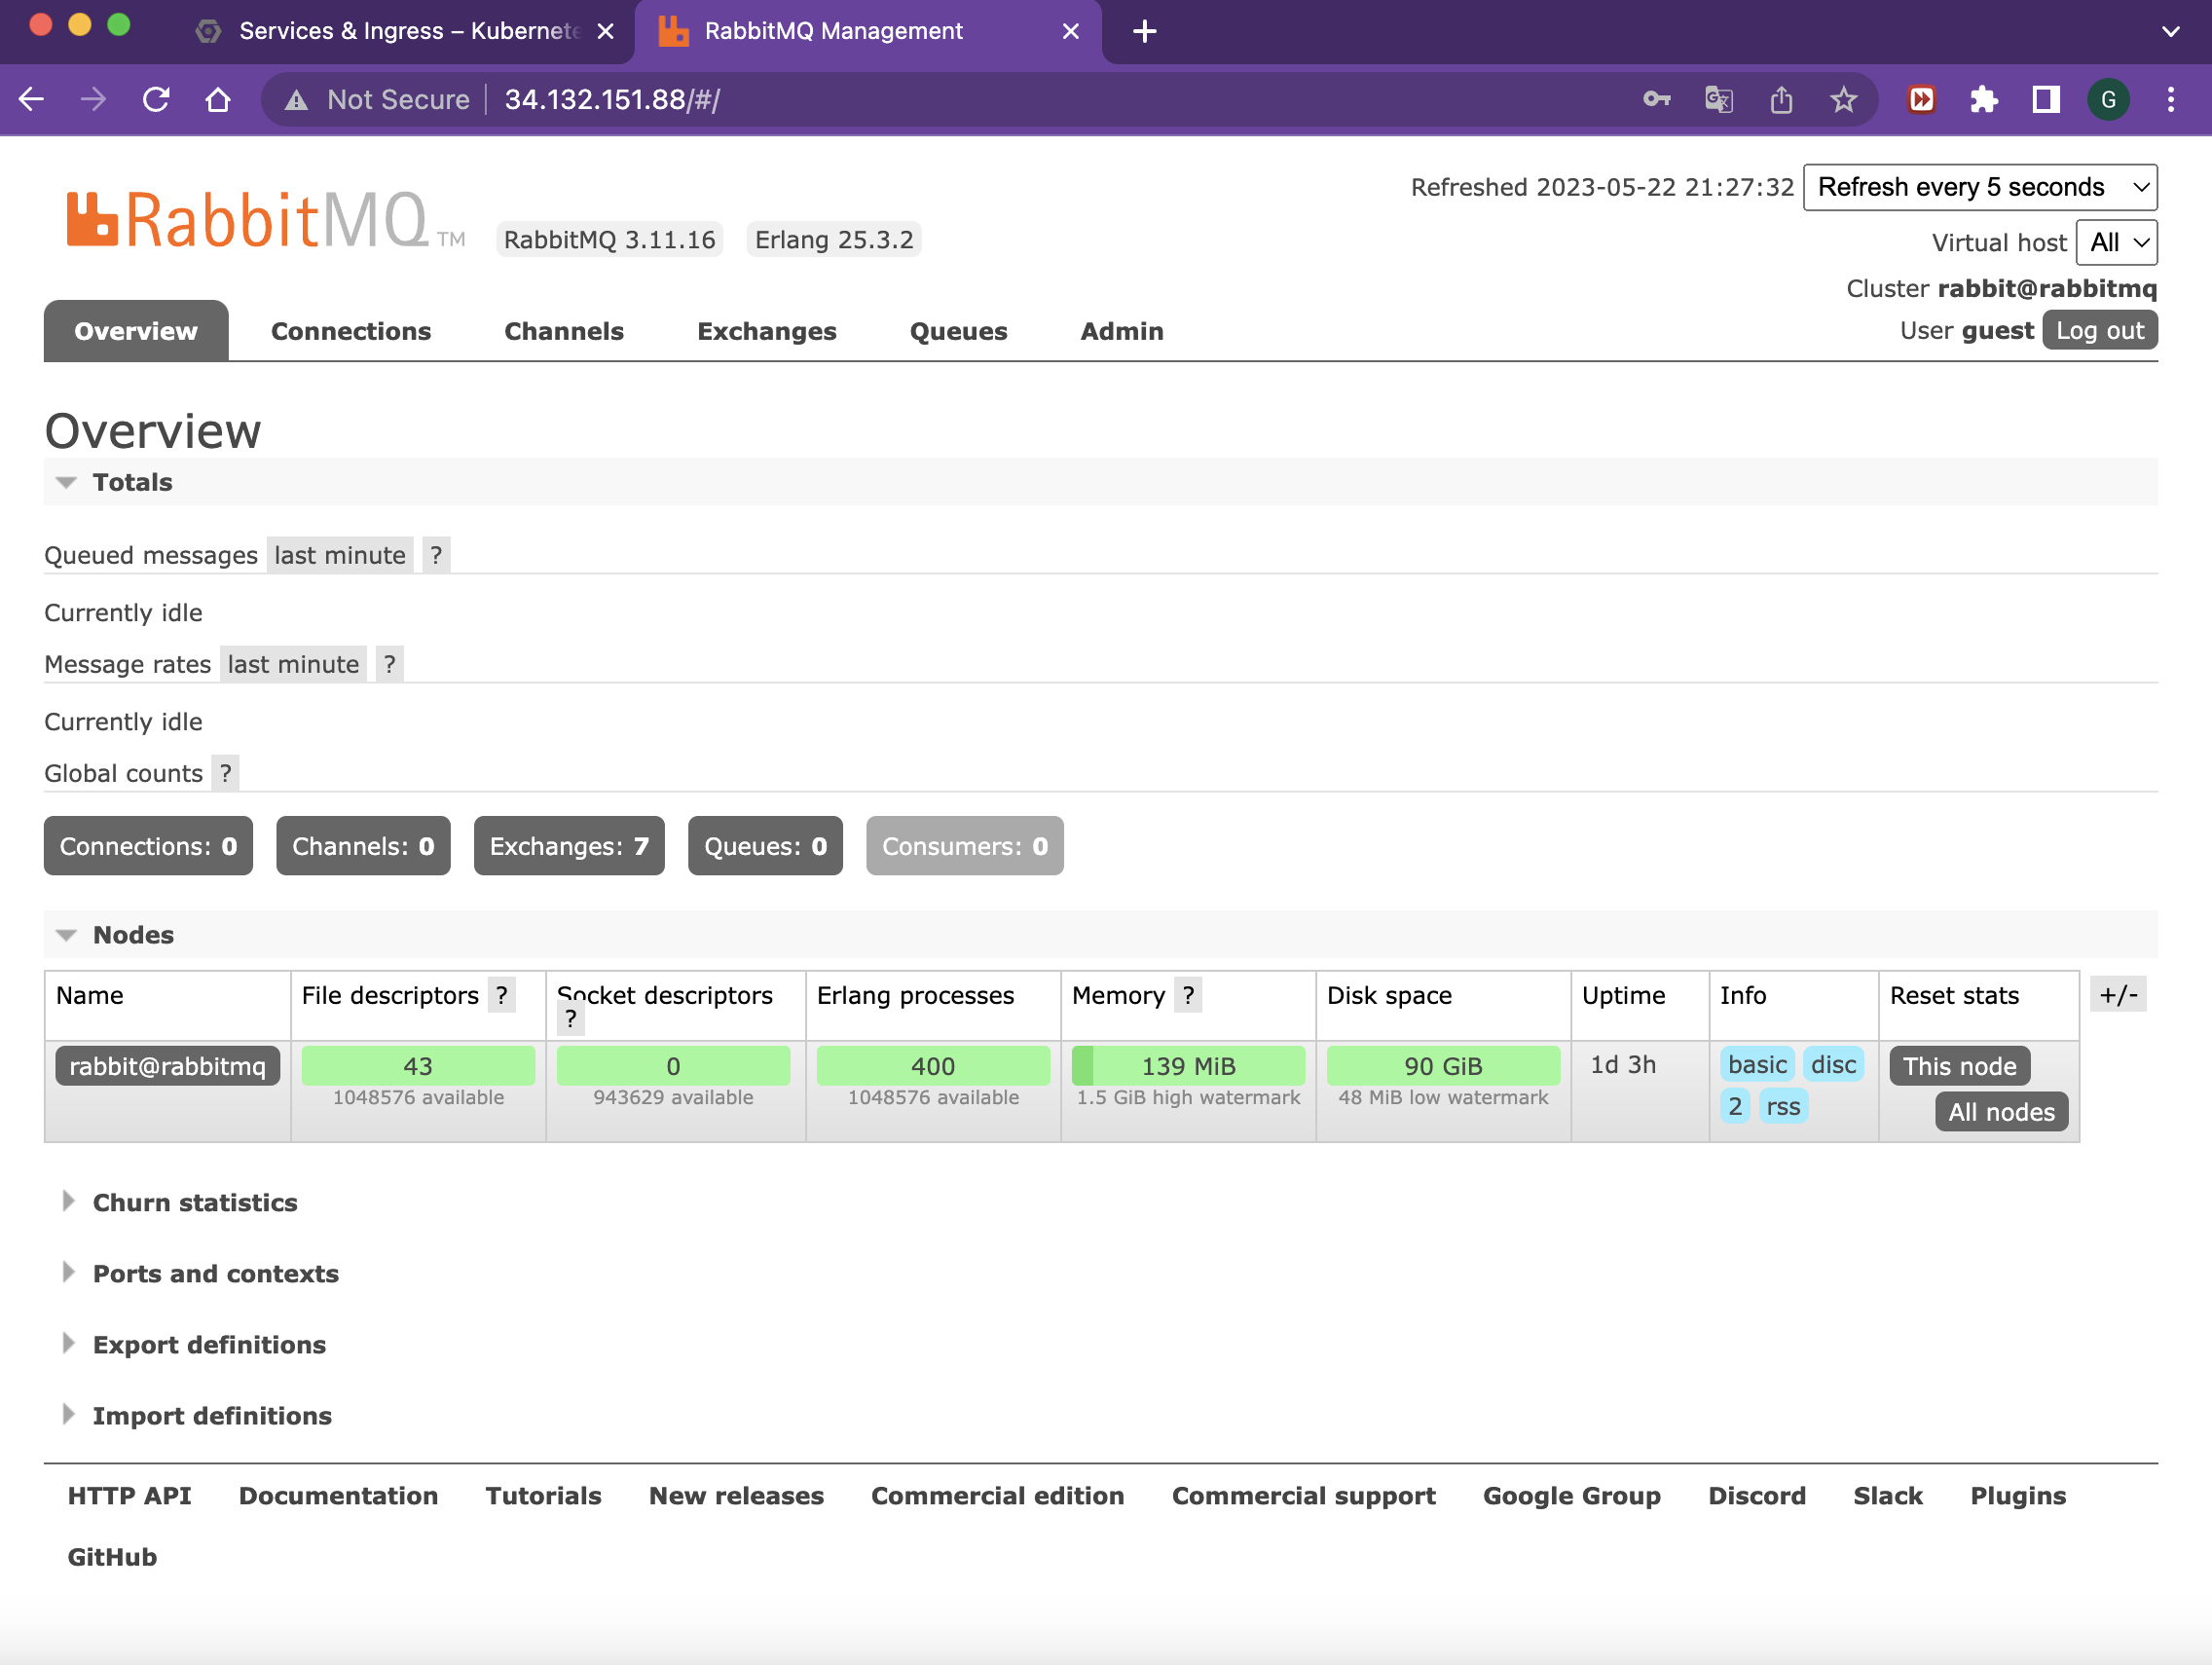 Services & Ingress – Kubernete
RabbitMQ Management
Not Secure
34.132.151.88/#/
G
Refreshed 2023-05-22 21:27:32
Refresh every 5 seconds
RabbitMQ TM
RabbitMQ 3.11.16
Erlang 25.3.2
Virtual host
All
Cluster rabbit@rabbitmq
User guest
Log out
Overview
Connections
Channels
Exchanges
Queues
Admin
Overview
Totals
Queued messages last minute ?
Currently idle
Message rates last minute ?
Currently idle
Global counts ?
Connections: 0
Channels: 0
Exchanges: 7
Queues: 0
Consumers: 0
Nodes
Name
File descriptors ?
Socket descriptors ?
Erlang processes
Memory ?
Disk space
Uptime
Info
Reset stats
+/-
rabbit@rabbitmq
43
1048576 available
0
943629 available
400
1048576 available
139 MiB
1.5 GiB high watermark
90 GiB
48 MiB low watermark
1d 3h
basic disc
2 rss
This node
All nodes
Churn statistics
Ports and contexts
Export definitions
Import definitions
HTTP API
Documentation
Tutorials
New releases
Commercial edition
Commercial support
Google Group
Discord
Slack
Plugins
GitHub